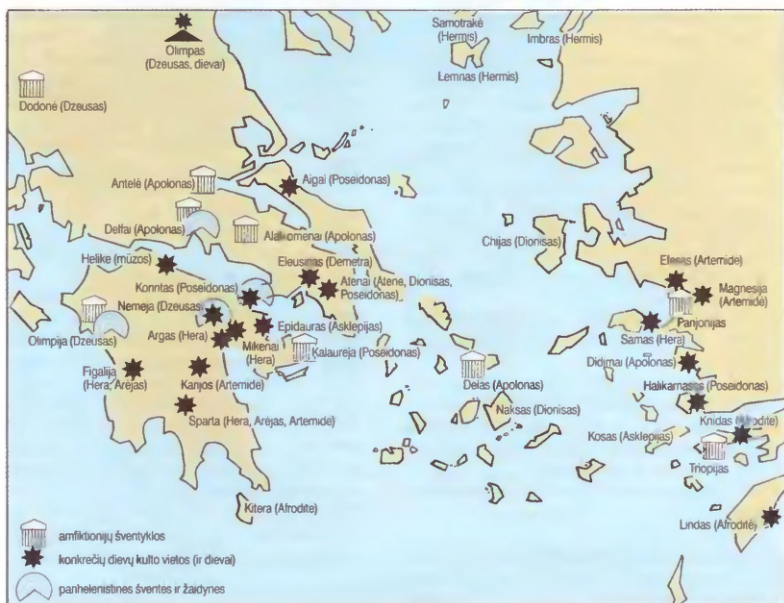 Samotrakė
(Hermis)
Imbras (Hermis)
Lemnas (Hermis)
Olimpas
(Dzeusas, dievai)
Dodonė (Dzeusas)
Antelė (Apolonas)
Aigai (Poseidonas)
Delfai (Apolonas)
Alalkomenai (Apolonas)
Chijas (Dionisas)
Helikė (mūzos)
Eleusinas (Demetra)
Efesas (Artemidė)
Korintas (Poseidonas)
Atėnai (Atėnė, Dionisas,
Poseidonas)
Magnesija
(Artemidė)
Nemėja (Dzeusas)
Epidauras (Asklepijas)
Panjonijas
Olimpija (Dzeusas)
Argas (Hera)
Mikėnai
(Hera)
Samas (Hera)
Kalaurėja (Poseidonas)
Figalija
(Hera, Arėjas)
Karijos (Artemidė)
Delas (Apolonas)
Didimai (Apolonas)
Halikarnasas (Poseidonas)
Sparta (Hera, Arėjas, Artemidė)
Naksas (Dionisas)
Knidas (Afroditė)
Kosas (Asklepijas)
Triopijas
Kitera (Afroditė)
Lindas (Afroditė)
amfiktionijų šventyklos
konkrečių dievų kulto vietos (ir dievai)
panhelenistinės šventės ir žaidynės